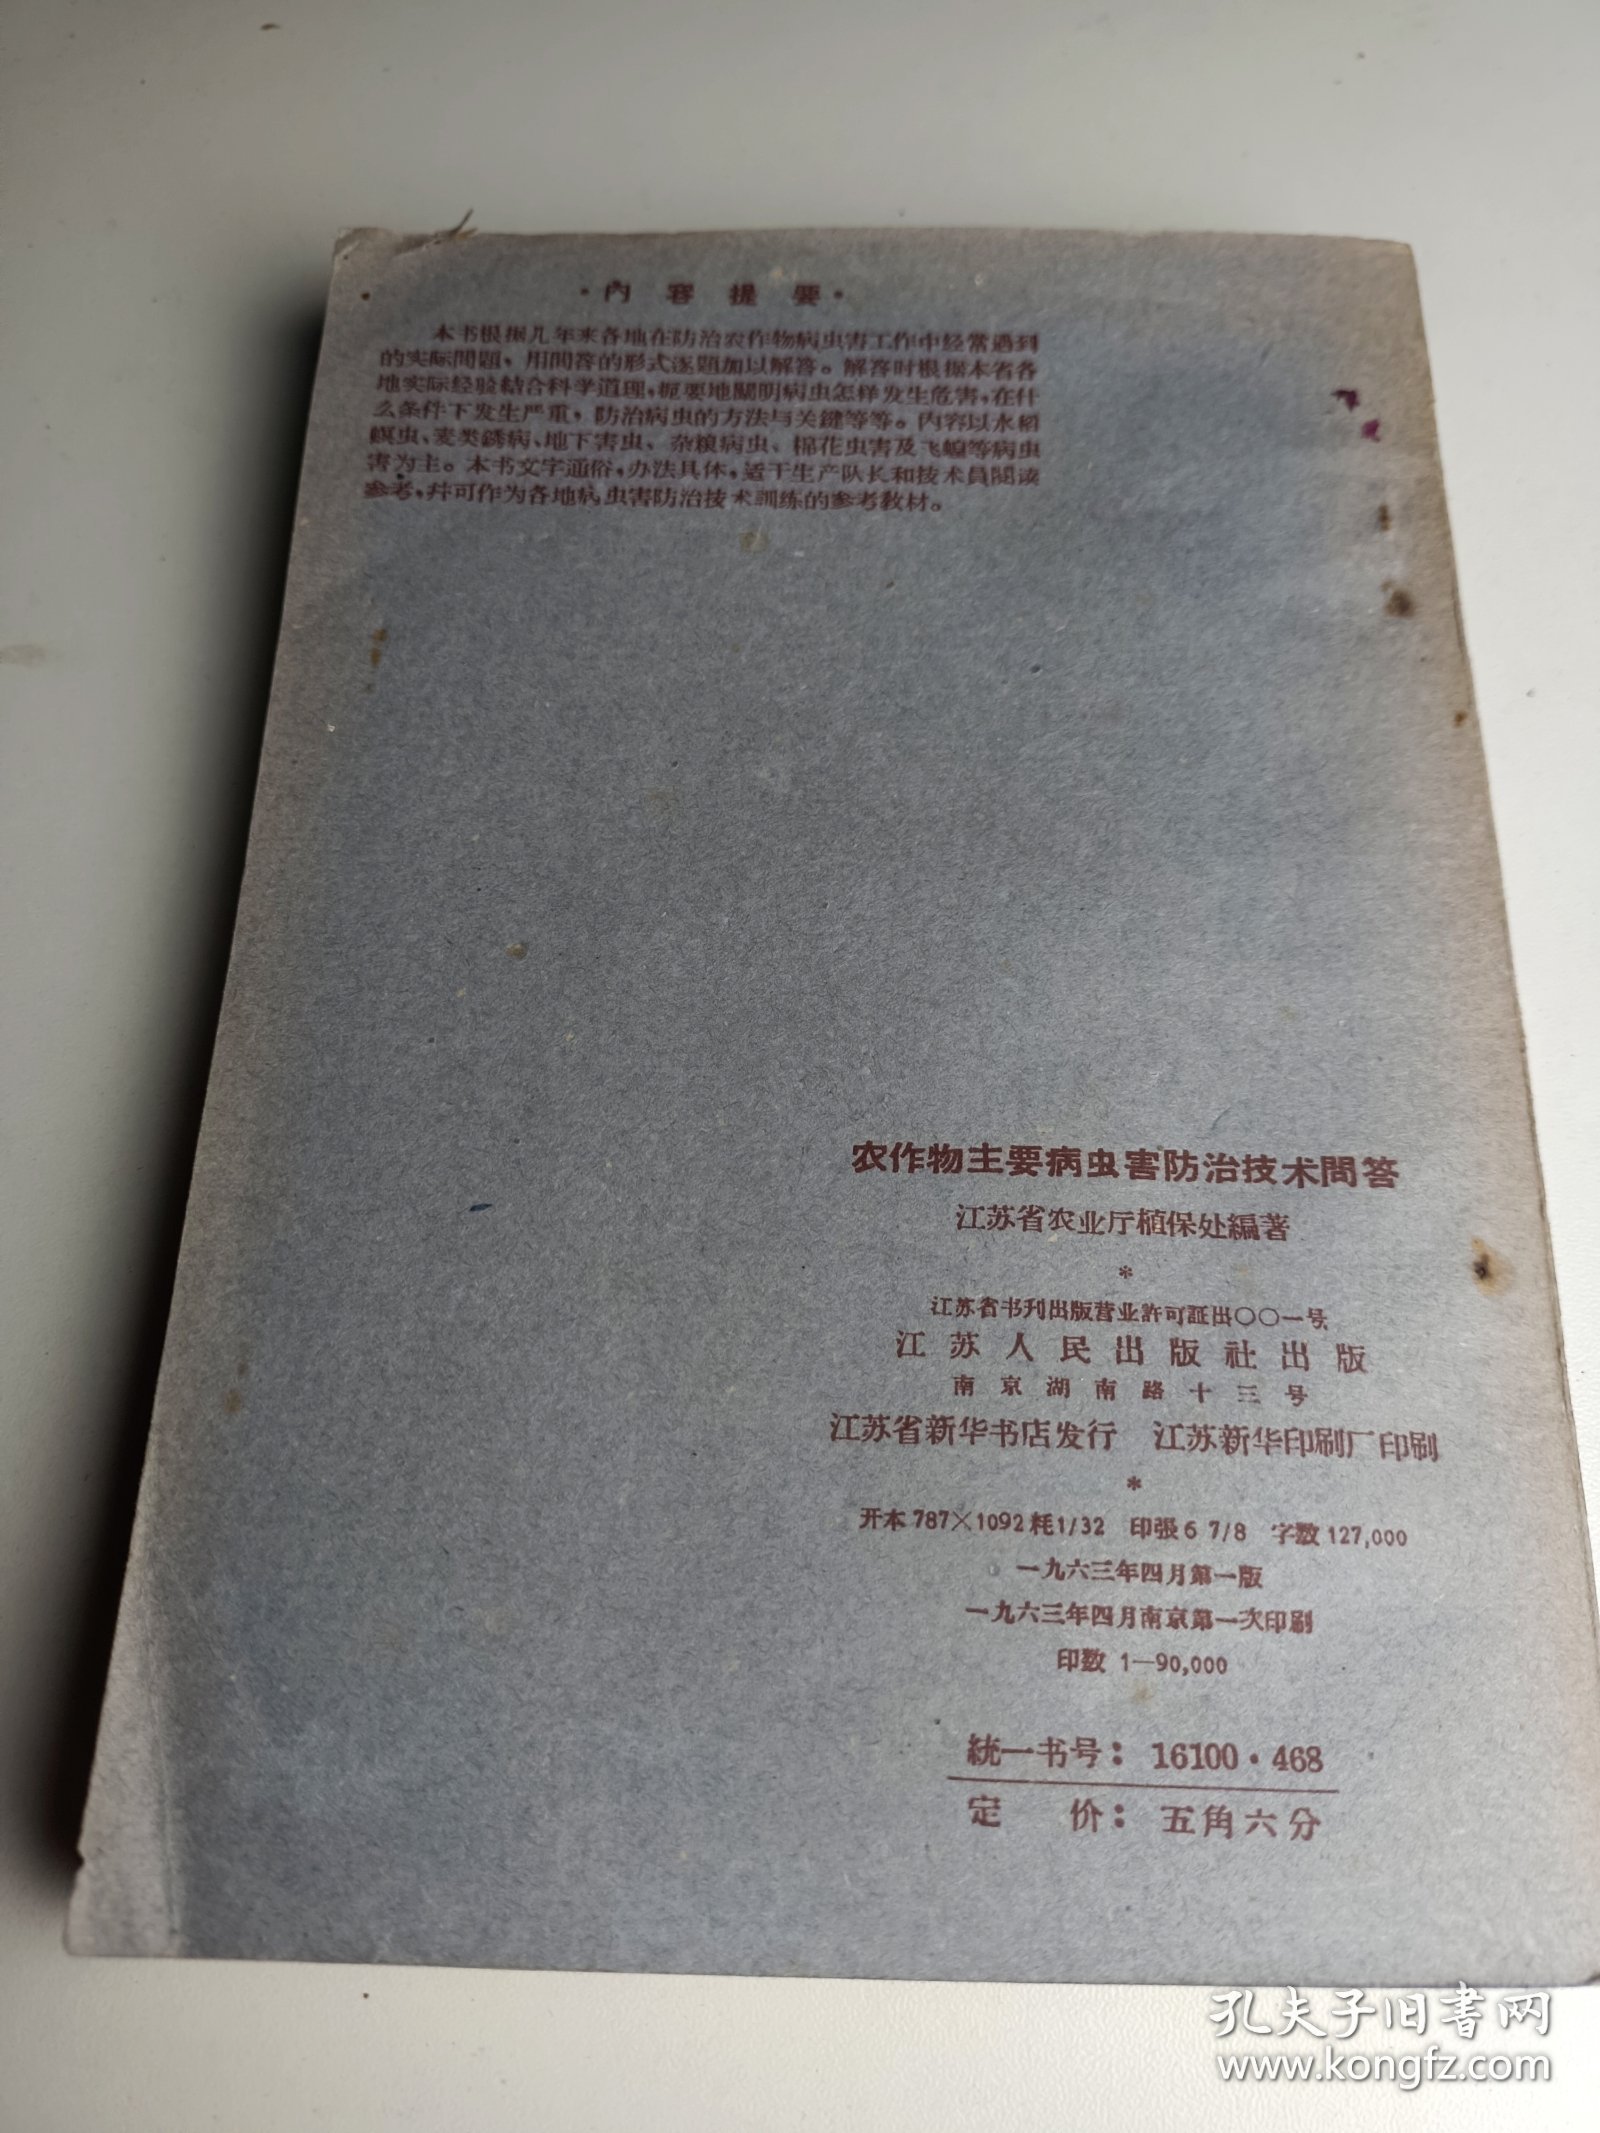 ·内容提要·
本书根据几年来各地在防治农作物病虫害工作中经常遇到
的实际問題，用問答的形式逐題加以解答。解答时根据本省各
地实际经验結合科学道理，扼要地闡明病虫怎样发生危害，在什
么条件下发生严重，防治病虫的方法与关鍵等等。内容以水稻
螟虫、麦类銹病、地下害虫、杂粮病虫、棉花虫害及飞蝗等病虫
害为主。本书文字通俗，办法具体，适于生产队长和技术員閱读
参考，幷可作为各地病虫害防治技术訓练的参考教材。
农作物主要病虫害防治技术問答
江苏省农业厅植保处編著
*
江苏省书刊出版营业許可証出〇〇一号
江苏人民出版社出版
南京湖南路十三号
江苏省新华书店发行 江苏新华印刷厂印刷
*
开本 787×1092 耗 1/32 印張 6 7/8 字数 127,000
一九六三年四月第一版
一九六三年四月南京第一次印刷
印数 1—90,000
統一书号：16100·468
定 价：五角六分
孔夫子旧書网
www.kongfz.com